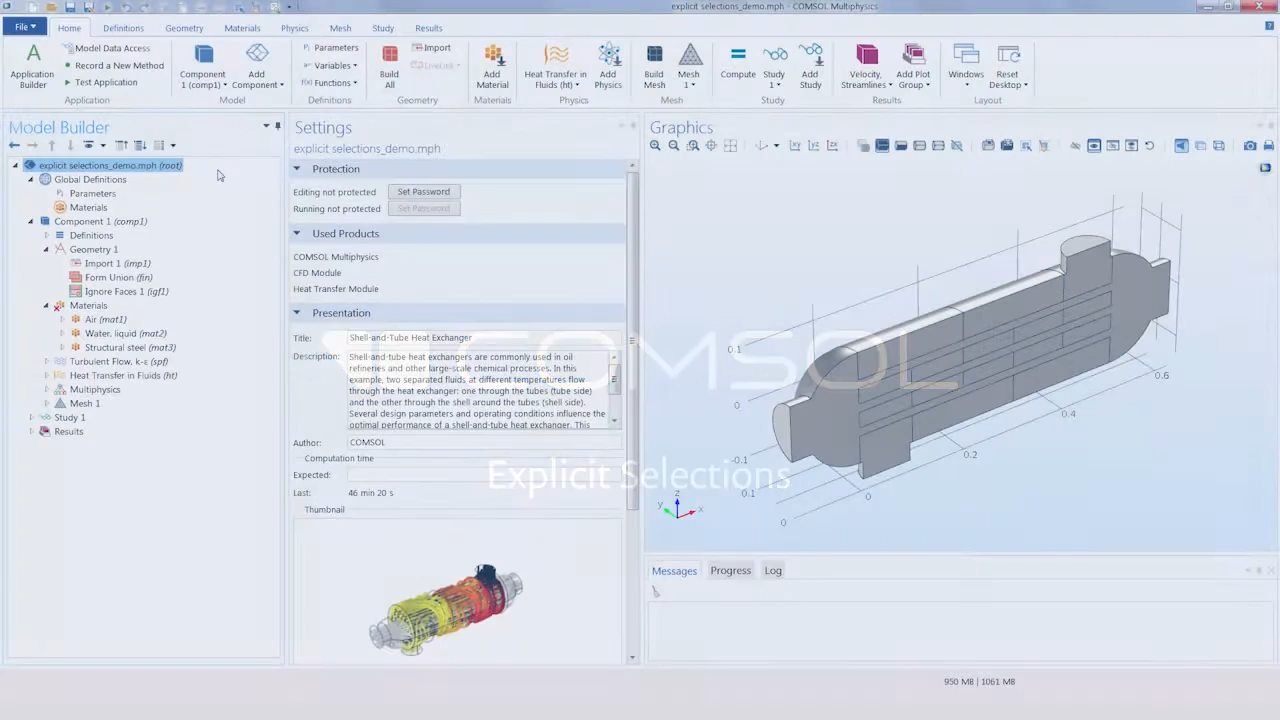 explicit selections_demo.mph - COMSOL Multiphysics
File
Home
Definitions
Geometry
Materials
Physics
Mesh
Study
Results
Application Builder
Model Data Access
Record a New Method
Test Application
Application
Component 1 (comp1)
Add Component
Model
Parameters
Variables
Functions
Definitions
Build All
Import
LiveLink
Geometry
Add Material
Materials
Heat Transfer in Fluids (ht)
Add Physics
Physics
Build Mesh
Mesh 1
Mesh
Compute
Study 1
Add Study
Study
Velocity, Streamlines
Add Plot Group
Results
Windows
Reset Desktop
Layout
Model Builder
explicit selections_demo.mph (root)
Global Definitions
Parameters
Materials
Component 1 (comp1)
Definitions
Geometry 1
Import 1 (imp1)
Form Union (fin)
Ignore Faces 1 (igf1)
Materials
Air (mat1)
Water, liquid (mat2)
Structural steel (mat3)
Turbulent Flow, k-ε (spf)
Heat Transfer in Fluids (ht)
Multiphysics
Mesh 1
Study 1
Results
Settings
explicit selections_demo.mph
Protection
Editing not protected
Set Password
Running not protected
Set Password
Used Products
COMSOL Multiphysics
CFD Module
Heat Transfer Module
Presentation
Title:
Shell-and-Tube Heat Exchanger
Description:
Shell-and-tube heat exchangers are commonly used in oil
refineries and other large-scale chemical processes. In this
example, two separated fluids at different temperatures flow
through the heat exchanger: one through the tubes (tube side)
and the other through the shell around the tubes (shell side).
Several design parameters and operating conditions influence the
optimal performance of a shell-and-tube heat exchanger. This
Author:
COMSOL
Computation time
Expected:
Last:
46 min 20 s
Thumbnail
Graphics
0.1
0
-0.1
0.1
0
0
0.2
0.4
0.6
z
y
x
COMSOL
Explicit Selections
Messages
Progress
Log
950 MB | 1061 MB